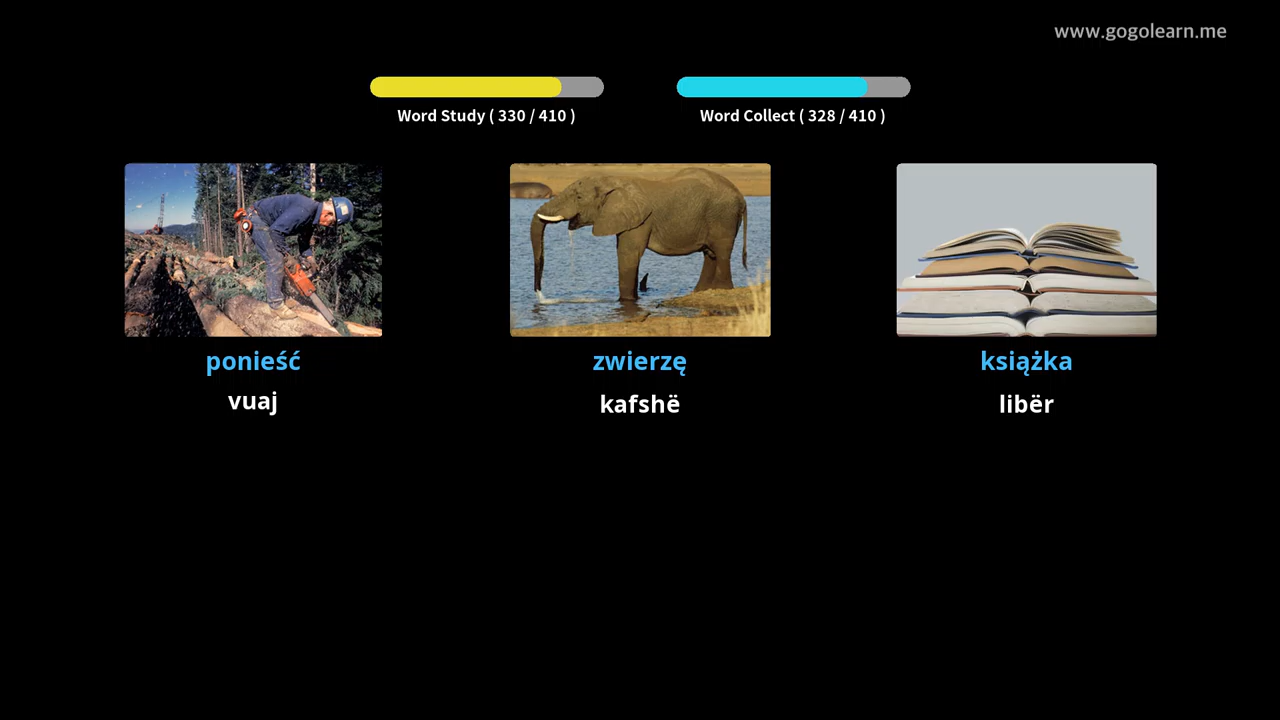 www.gogolearn.me
Word Study ( 330 / 410 )
Word Collect ( 328 / 410 )
ponieść
vuaj
zwierzę
kafshë
książka
libër